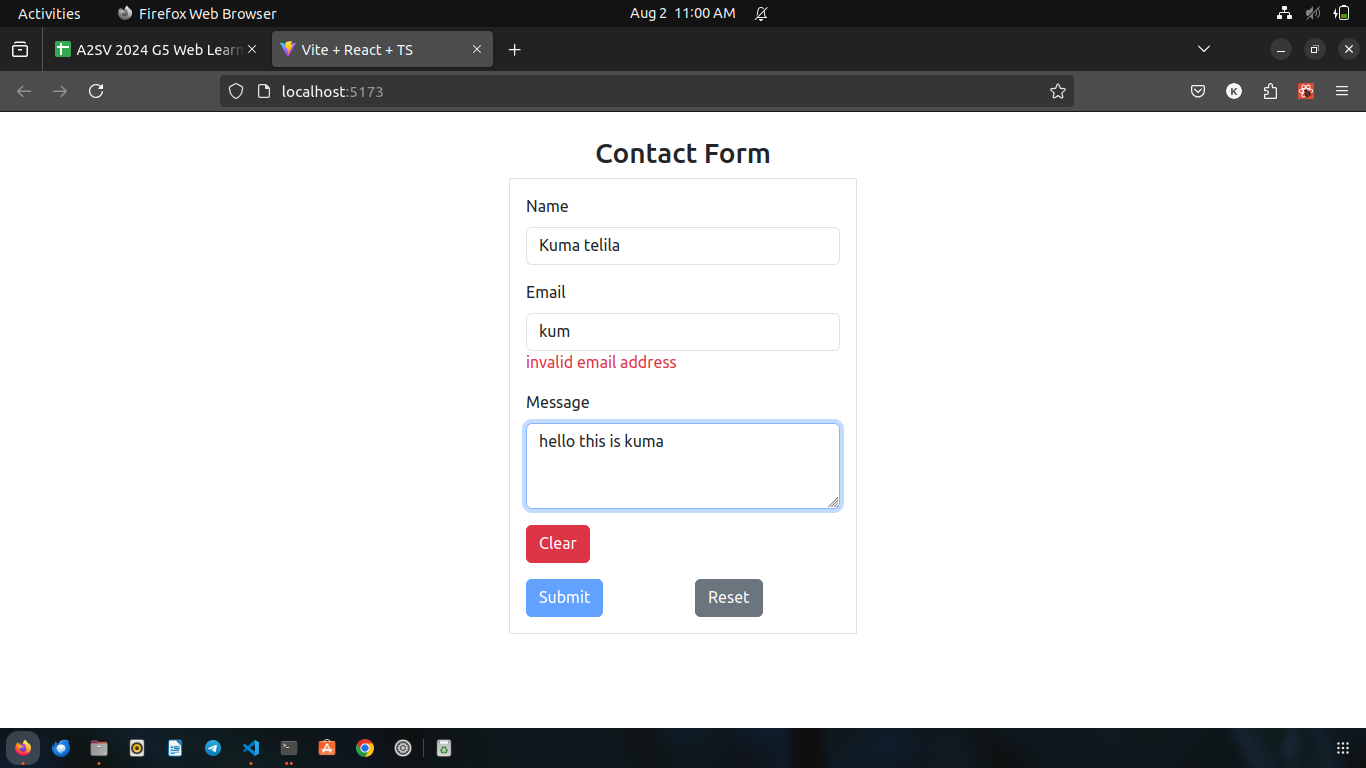 Activities Firefox Web Browser Aug 2 11:00 AM
A2SV 2024 G5 Web Learn Vite + React + TS
localhost:5173 K
Contact Form
Name
Kuma telila
Email
kum
invalid email address
Message
hello this is kuma
Clear
Submit Reset